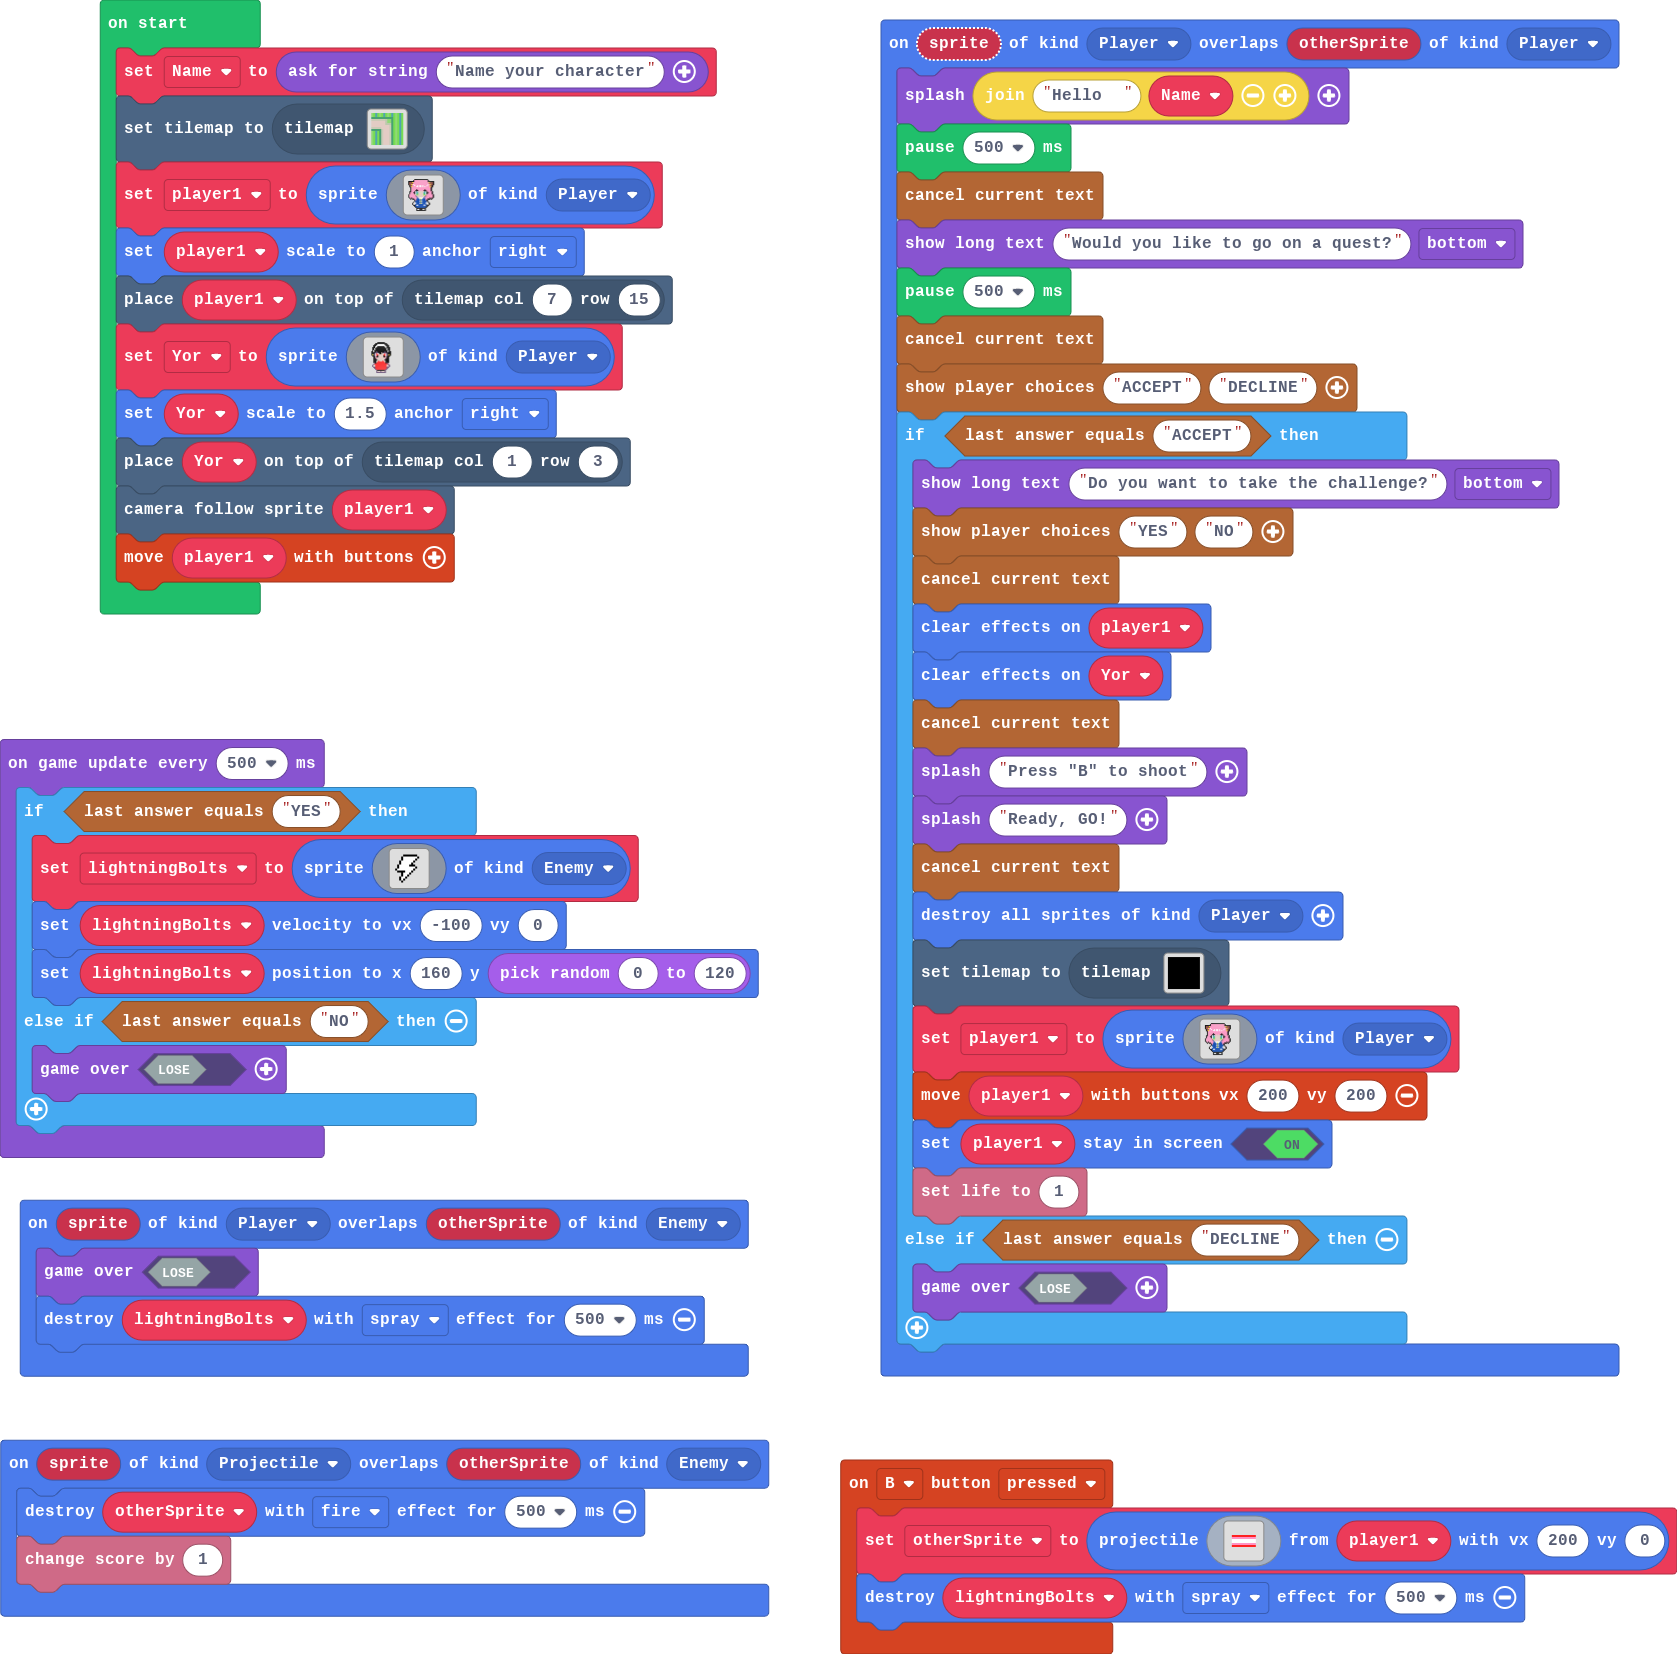 on start
set Name to ask for string "Name your character"
set tilemap to tilemap
set player1 to sprite of kind Player
set player1 scale to 1 anchor right
place player1 on top of tilemap col 7 row 15
set Yor to sprite of kind Player
set Yor scale to 1.5 anchor right
place Yor on top of tilemap col 1 row 3
camera follow sprite player1
move player1 with buttons
on game update every 500 ms
if last answer equals "YES" then
set lightningBolts to sprite of kind Enemy
set lightningBolts velocity to vx -100 vy 0
set lightningBolts position to x 160 y pick random 0 to 120
else if last answer equals "NO" then
game over LOSE
on sprite of kind Player overlaps otherSprite of kind Enemy
game over LOSE
destroy lightningBolts with spray effect for 500 ms
on sprite of kind Projectile overlaps otherSprite of kind Enemy
destroy otherSprite with fire effect for 500 ms
change score by 1
on sprite of kind Player overlaps otherSprite of kind Player
splash join "Hello " Name
pause 500 ms
cancel current text
show long text "Would you like to go on a quest?" bottom
pause 500 ms
cancel current text
show player choices "ACCEPT" "DECLINE"
if last answer equals "ACCEPT" then
show long text "Do you want to take the challenge?" bottom
show player choices "YES" "NO"
cancel current text
clear effects on player1
clear effects on Yor
cancel current text
splash "Press "B" to shoot"
splash "Ready, GO!"
cancel current text
destroy all sprites of kind Player
set tilemap to tilemap
set player1 to sprite of kind Player
move player1 with buttons vx 200 vy 200
set player1 stay in screen ON
set life to 1
else if last answer equals "DECLINE" then
game over LOSE
on B button pressed
set otherSprite to projectile from player1 with vx 200 vy 0
destroy lightningBolts with spray effect for 500 ms